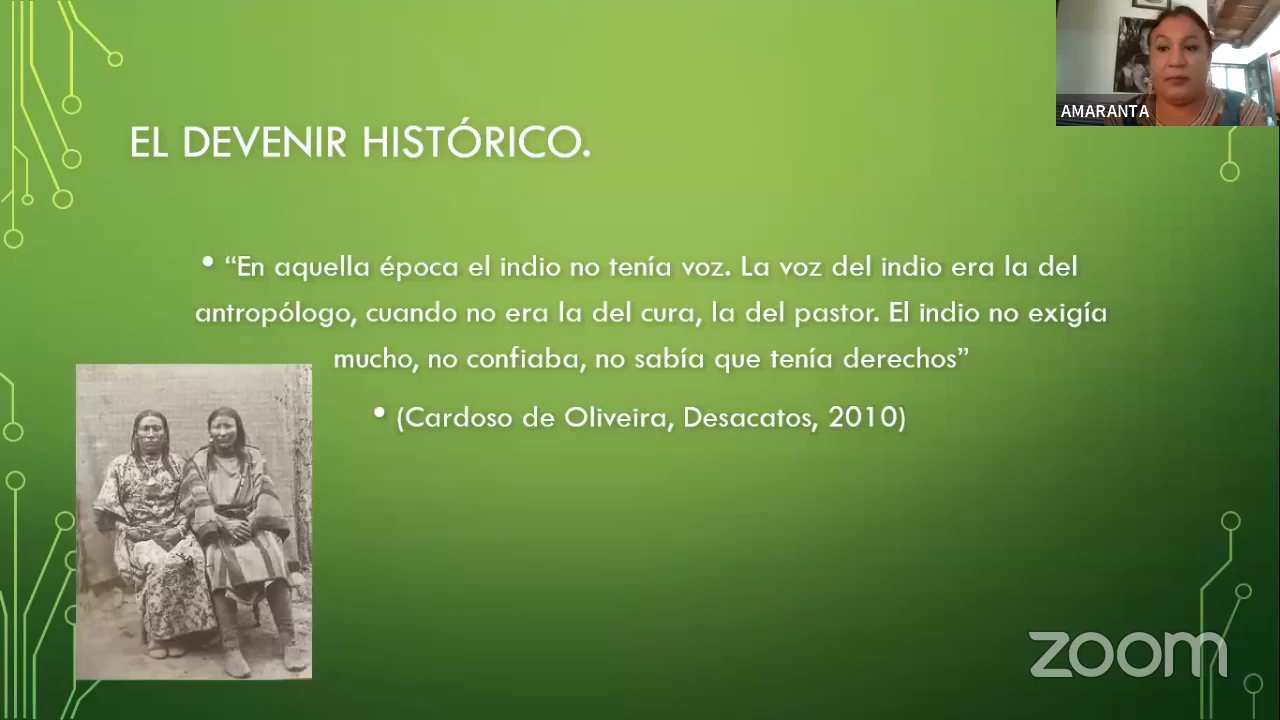 AMARANTA
EL DEVENIR HISTÓRICO.
• “En aquella época el indio no tenía voz. La voz del indio era la del
antropólogo, cuando no era la del cura, la del pastor. El indio no exigía
mucho, no confiaba, no sabía que tenía derechos”
• (Cardoso de Oliveira, Desacatos, 2010)
zoom